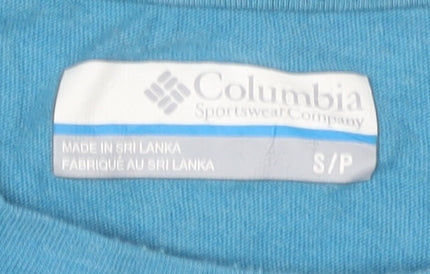 Columbia
Sportswear Company
MADE IN SRI LANKA
FABRIQUÉ AU SRI LANKA
S/P